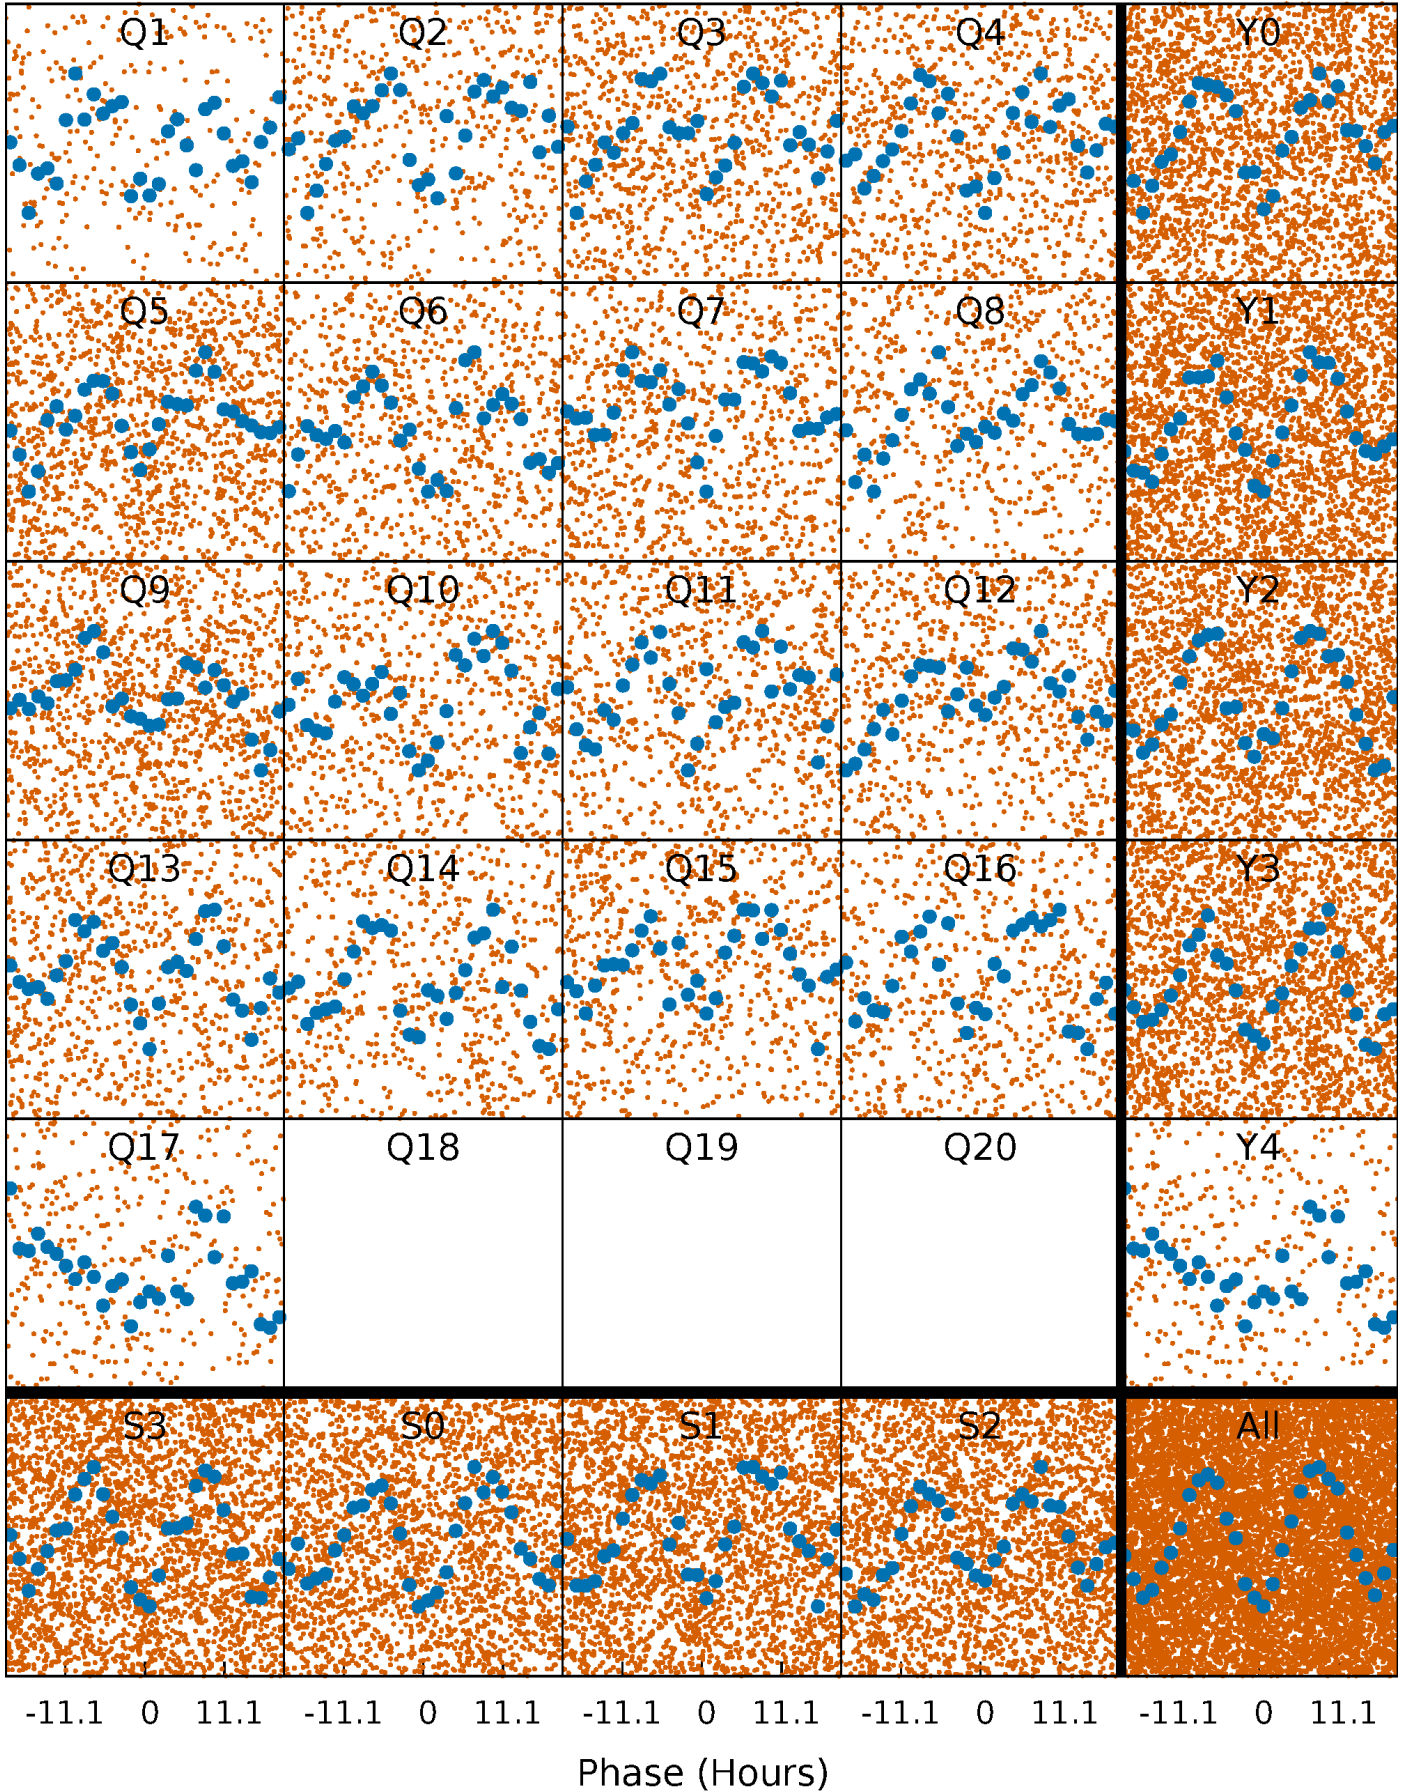 Q1 Q2 Q3 Q4 Y0
Q5 Q6 Q7 Q8 Y1
Q9 Q10 Q11 Q12 Y2
Q13 Q14 Q15 Q16 Y3
Q17 Q18 Q19 Q20 Y4
S3 S0 S1 S2 All
-11.1 0 11.1 -11.1 0 11.1 -11.1 0 11.1 -11.1 0 11.1 -11.1 0 11.1
Phase (Hours)